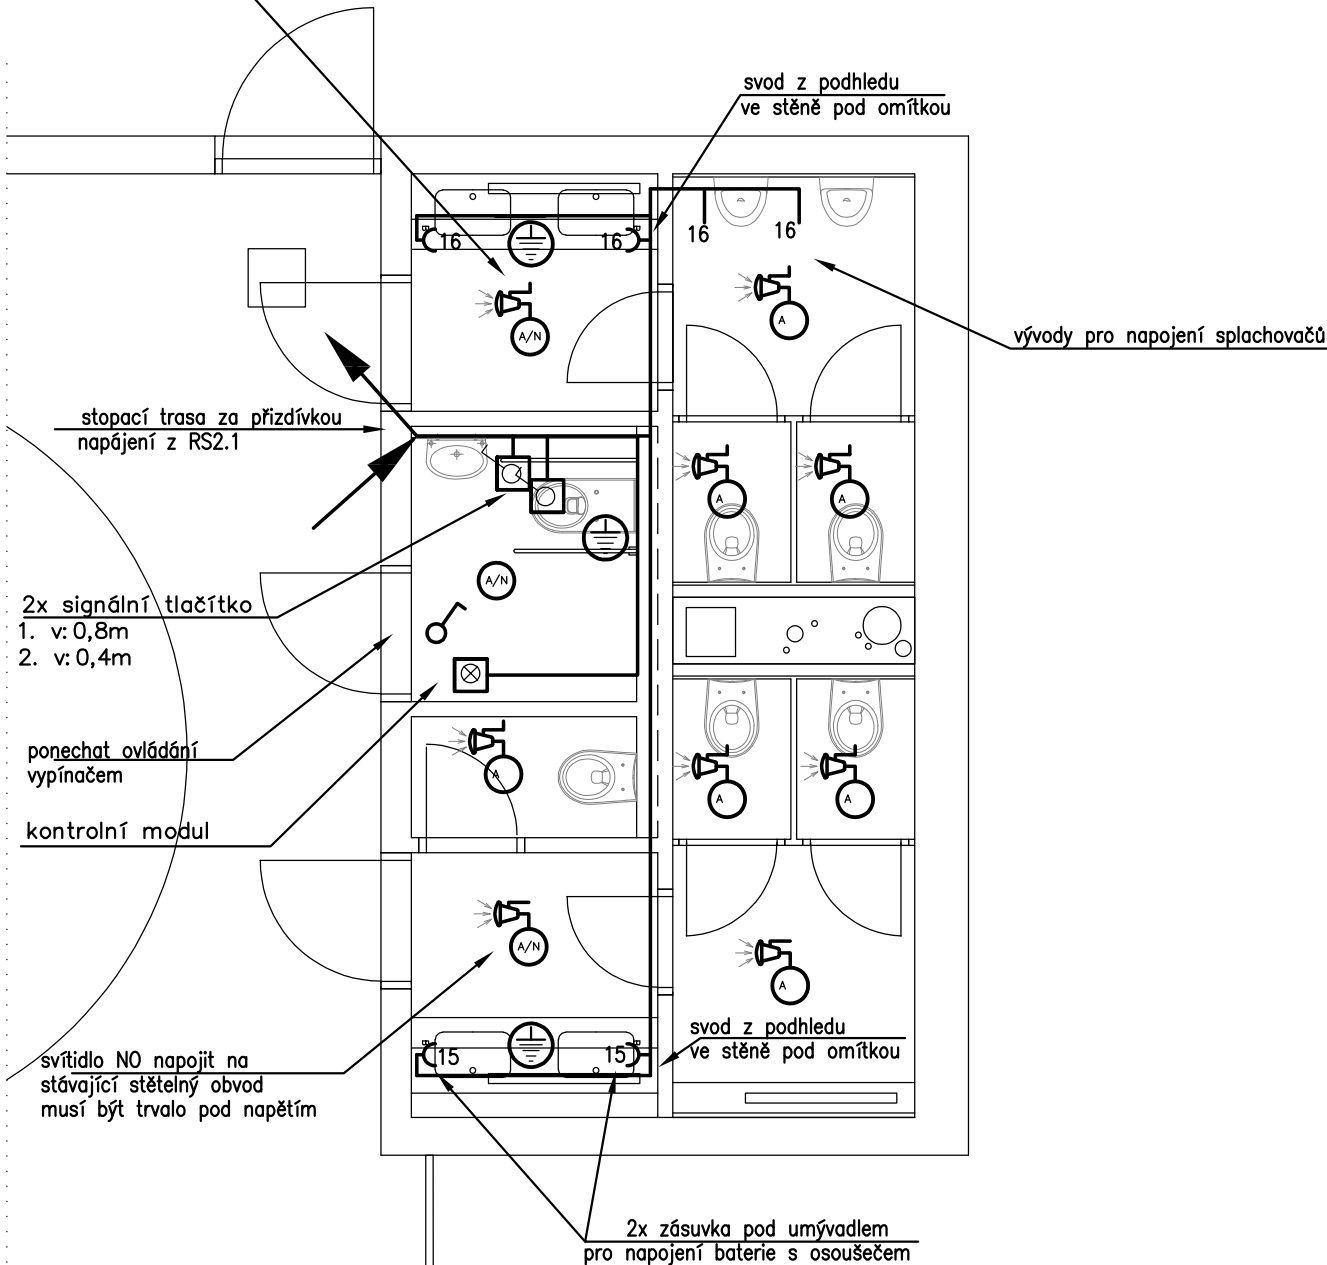 svod z podhledu
ve stěně pod omítkou
16
16
16
16
A/N
A
vývody pro napojení splachovačů
stopací trasa za přizdívkou
napájení z RS2.1
A
A
A/N
2x signální tlačítko
1. v: 0,8m
2. v: 0,4m
ponechat ovládání
vypínačem
A
A
A
kontrolní modul
A/N
A
svítidlo NO napojit na
stávající stětelný obvod
musí být trvalo pod napětím
15
15
svod z podhledu
ve stěně pod omítkou
2x zásuvka pod umývadlem
pro napojení baterie s osoušečem